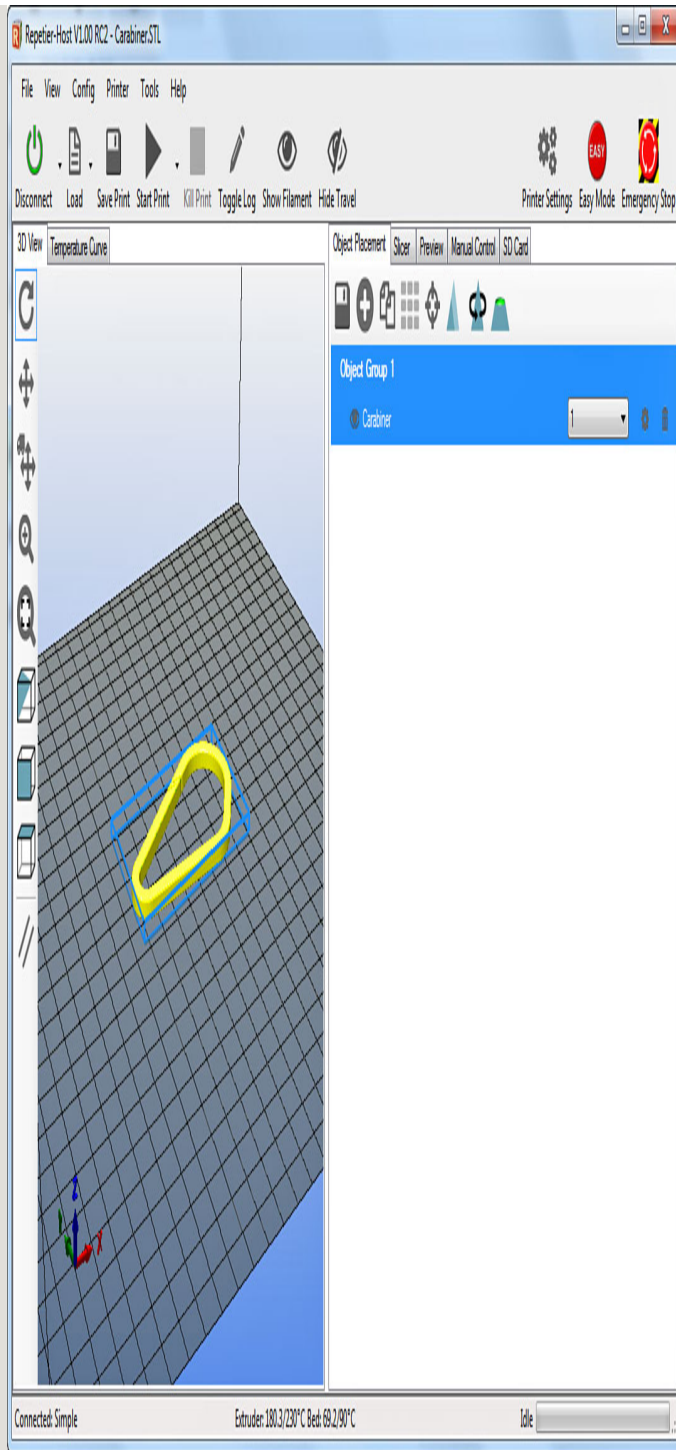 Repetier-Host V1.00 RC2 - Carabiner.STL
File View Config Printer Tools Help
Disconnect Load Save Print Start Print Kill Print Toggle Log Show Filament Hide Travel Printer Settings Easy Mode Emergency Stop
EASY
3D View Temperature Curve
Object Placement Slicer Preview Manual Control SD Card
Object Group 1
Carabiner 1
Z
Y
X
Connected: Simple Extruder: 180.3/230°C Bed: 69.2/90°C Idle